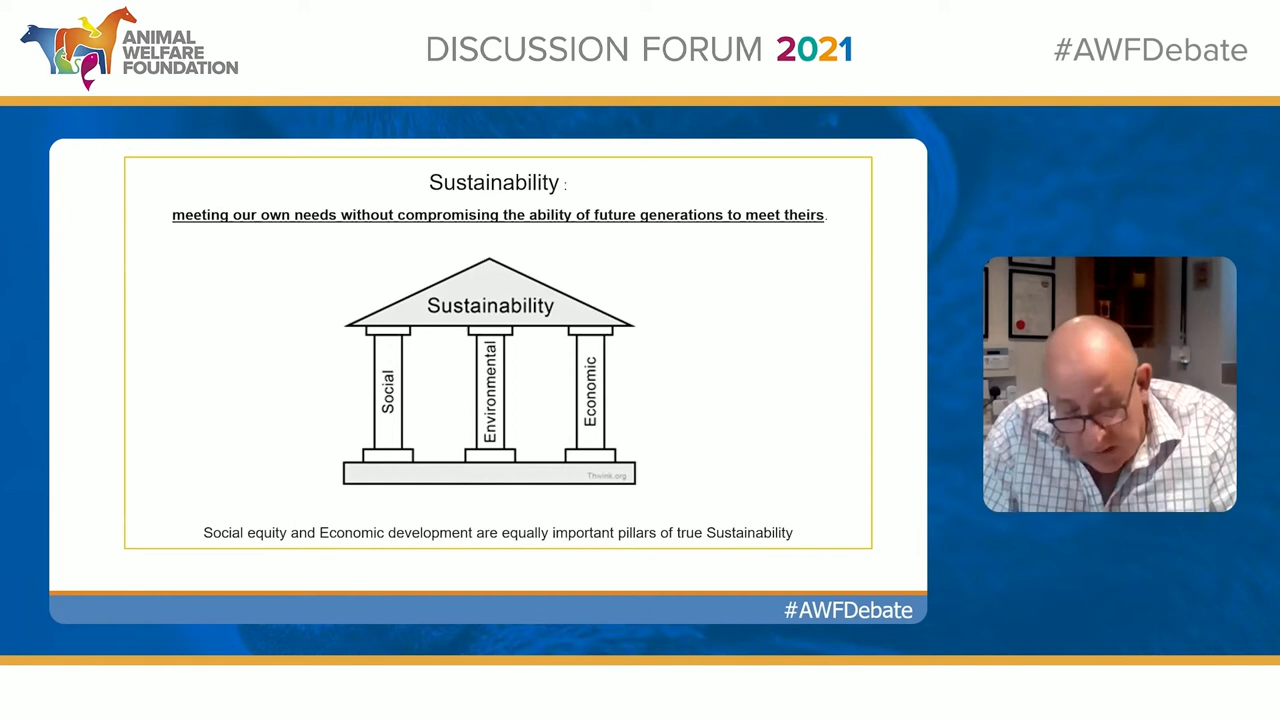 ANIMAL
WELFARE
FOUNDATION
DISCUSSION FORUM 2021
#AWFDebate
Sustainability :
meeting our own needs without compromising the ability of future generations to meet theirs.
Sustainability
Social
Environmental
Economic
Thwink.org
Social equity and Economic development are equally important pillars of true Sustainability
#AWFDebate